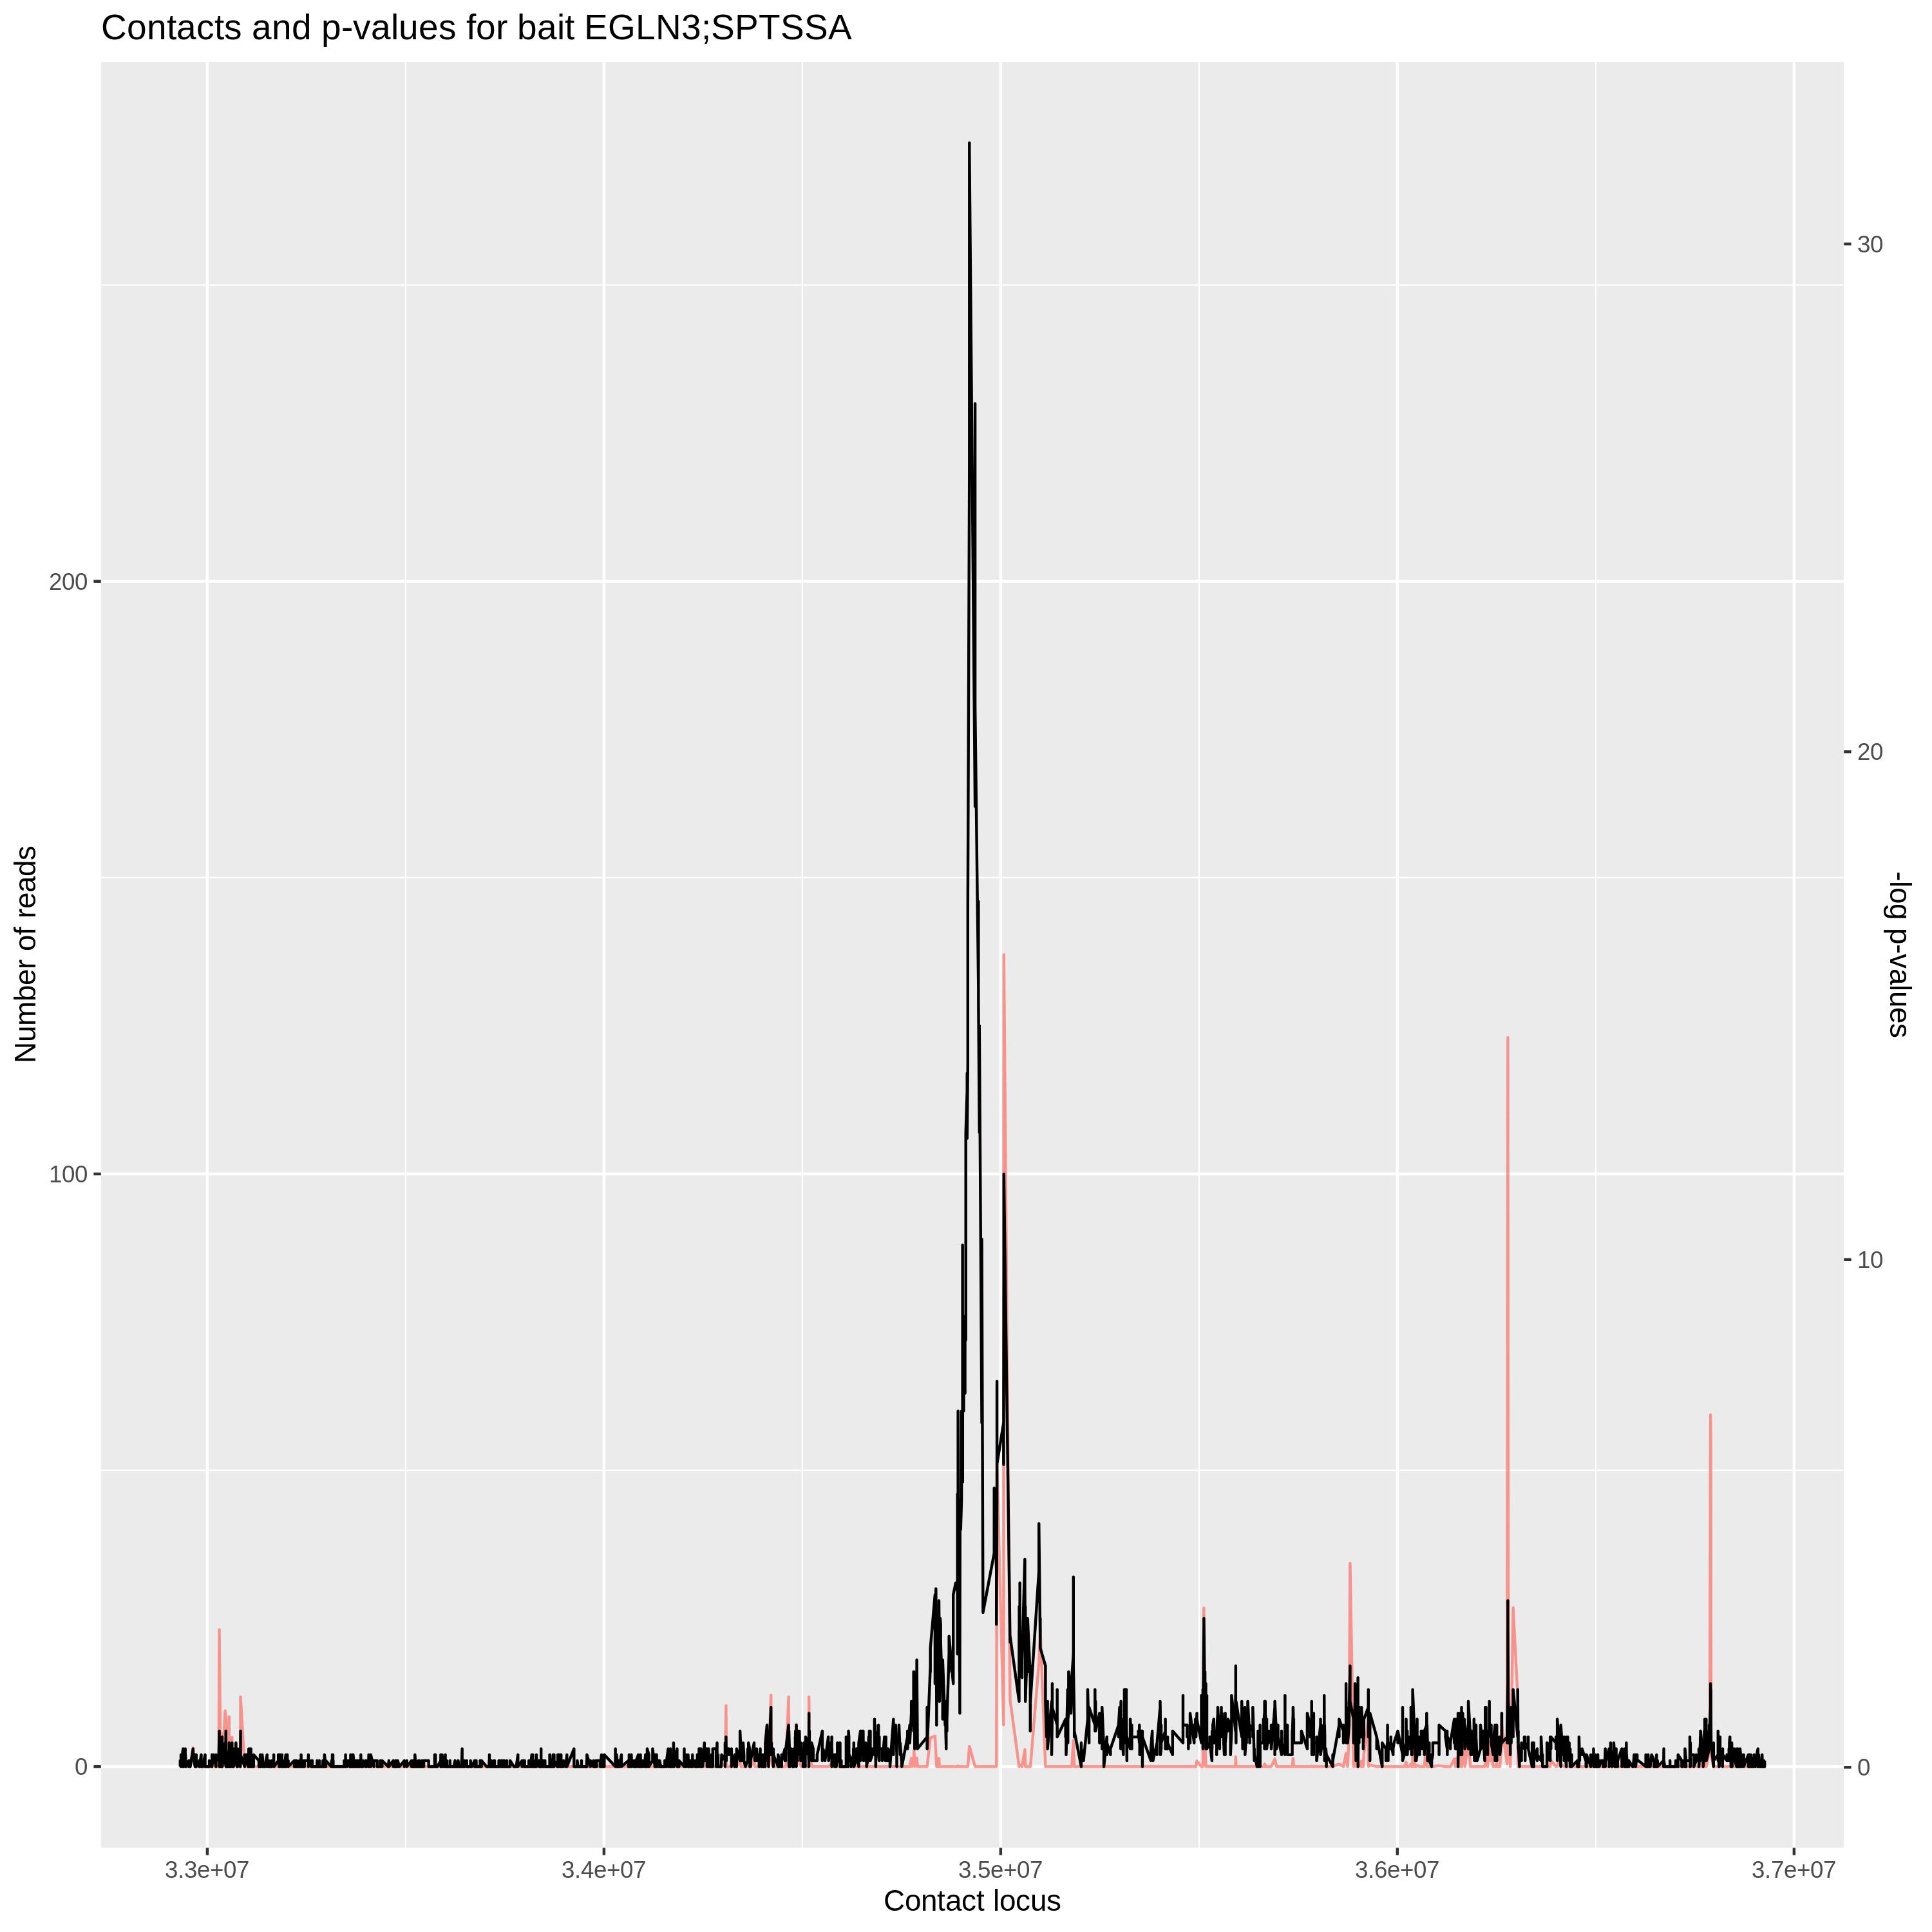 Contacts and p-values for bait EGLN3;SPTSSA
Number of reads
200
100
0
30
20
10
0
-log p-values
3.3e+07
3.4e+07
3.5e+07
3.6e+07
3.7e+07
Contact locus